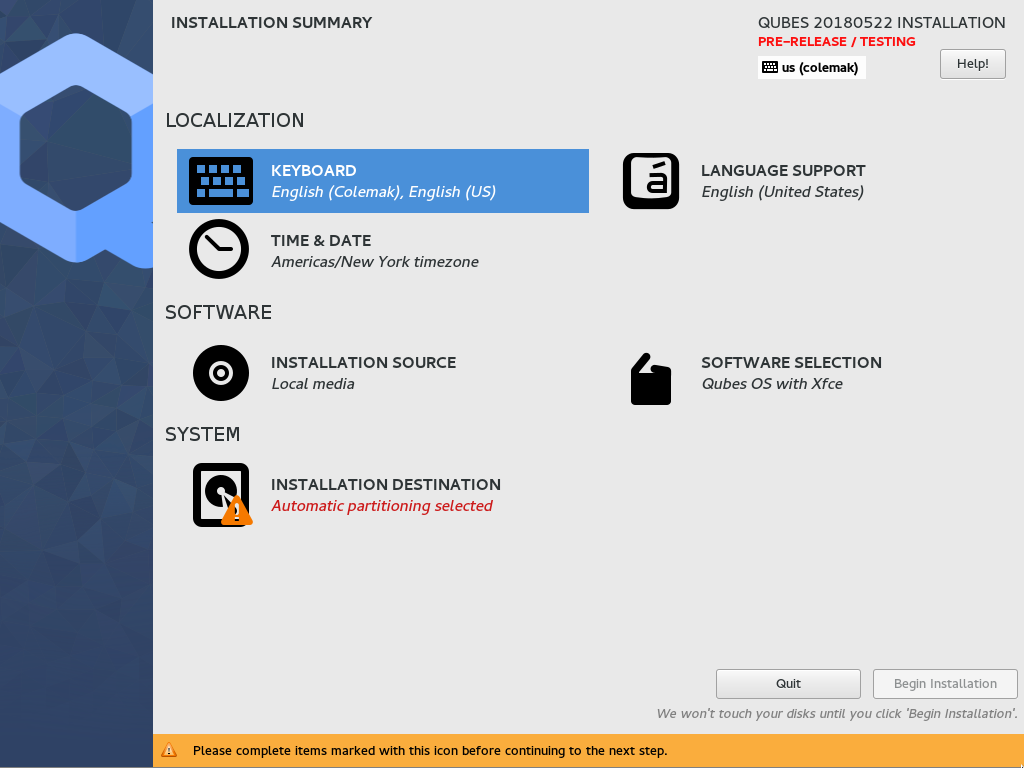 INSTALLATION SUMMARY
QUBES 20180522 INSTALLATION
PRE-RELEASE / TESTING
us (colemak)
Help!
LOCALIZATION
KEYBOARD
English (Colemak), English (US)
LANGUAGE SUPPORT
English (United States)
TIME & DATE
Americas/New York timezone
SOFTWARE
INSTALLATION SOURCE
Local media
SOFTWARE SELECTION
Qubes OS with Xfce
SYSTEM
INSTALLATION DESTINATION
Automatic partitioning selected
Quit
Begin Installation
We won't touch your disks until you click 'Begin Installation'.
Please complete items marked with this icon before continuing to the next step.